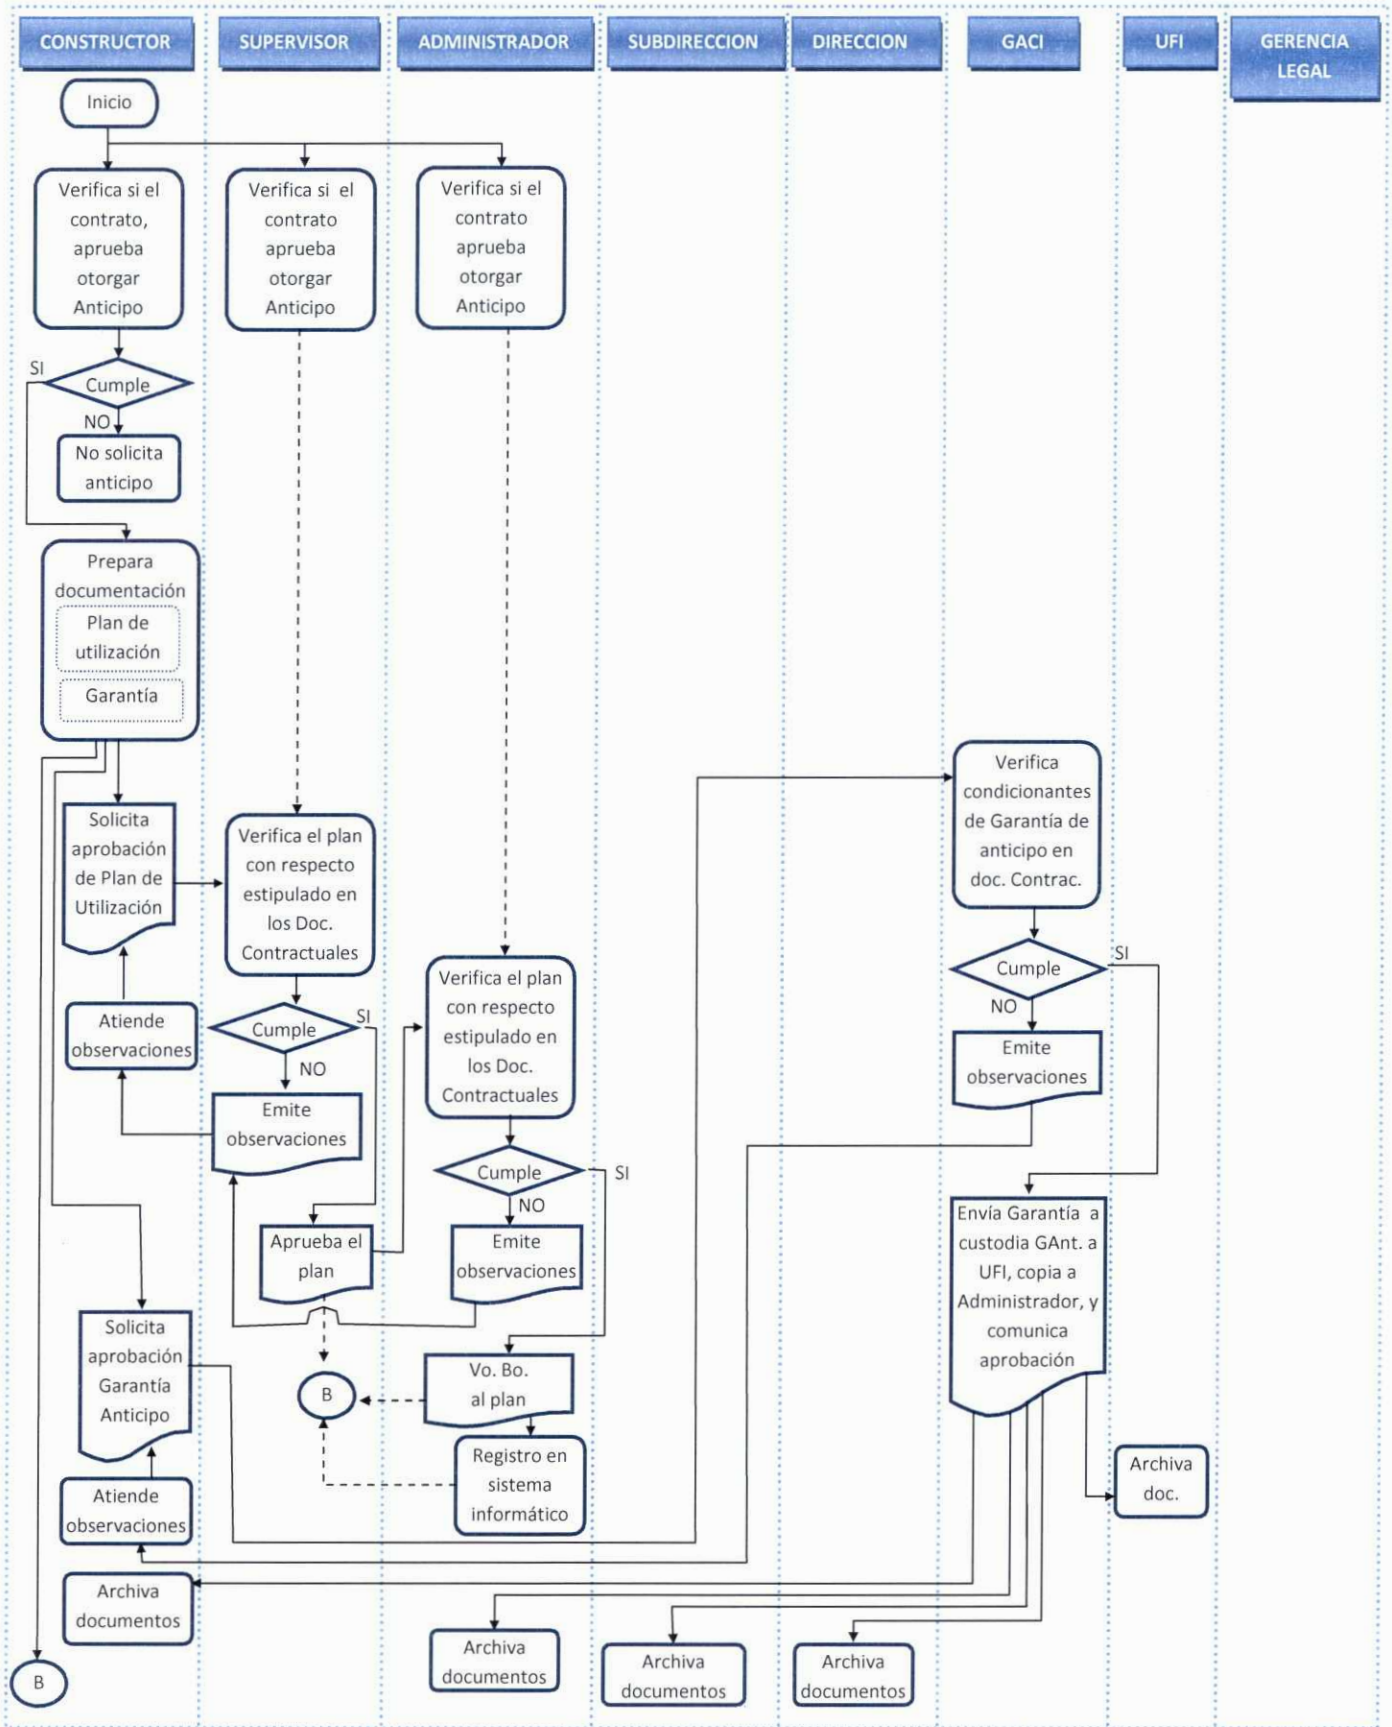 CONSTRUCTOR
SUPERVISOR
ADMINISTRADOR
SUBDIRECCION
DIRECCION
GACI
UFI
GERENCIA
LEGAL
Inicio
Verifica si el
contrato,
aprueba
otorgar
Anticipo
Verifica si el
contrato
aprueba
otorgar
Anticipo
Verifica si el
contrato
aprueba
otorgar
Anticipo
SI
Cumple
NO
No solicita
anticipo
Prepara
documentación
Plan de
utilización
Garantía
Solicita
aprobación
de Plan de
Utilización
Verifica el plan
con respecto
estipulado en
los Doc.
Contractuales
Verifica
condicionantes
de Garantía de
anticipo en
doc. Contrac.
Cumple
SI
NO
Emite
observaciones
Atiende
observaciones
Cumple
SI
NO
Emite
observaciones
Verifica el plan
con respecto
estipulado en
los Doc.
Contractuales
Cumple
SI
NO
Emite
observaciones
Aprueba el
plan
Envía Garantía a
custodia GAnt. a
UFI, copia a
Administrador, y
comunica
aprobación
Solicita
aprobación
Garantía
Anticipo
B
Vo. Bo.
al plan
Registro en
sistema
informático
Archiva
doc.
Atiende
observaciones
Archiva
documentos
Archiva
documentos
Archiva
documentos
Archiva
documentos
B